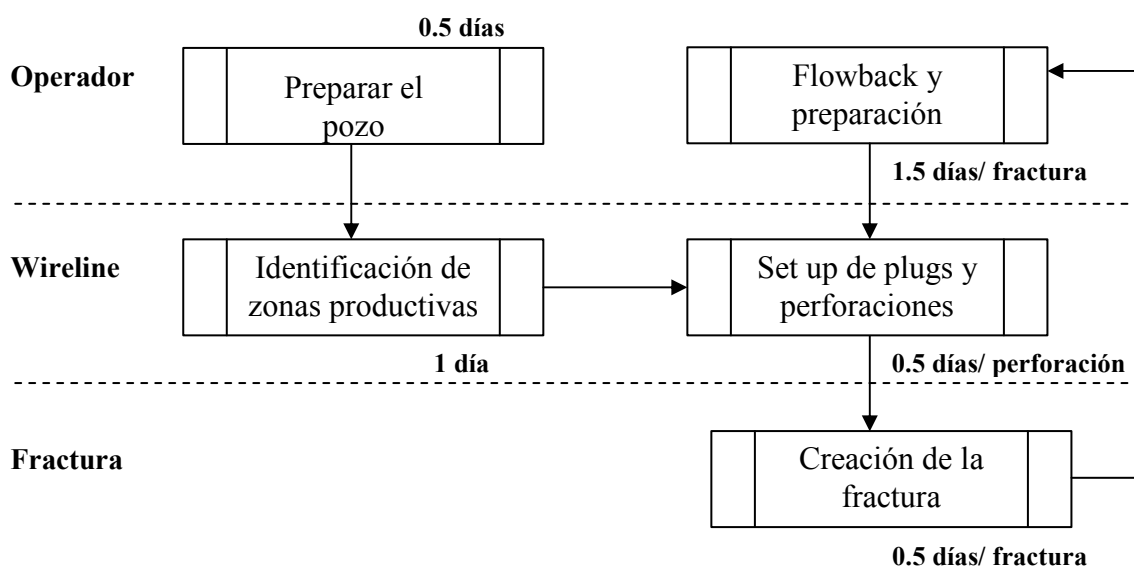 0.5 días
Operador
Preparar el
pozo
Flowback y
preparación
1.5 días/ fractura
Wireline
Identificación de
zonas productivas
Set up de plugs y
perforaciones
1 día
0.5 días/ perforación
Fractura
Creación de la
fractura
0.5 días/ fractura